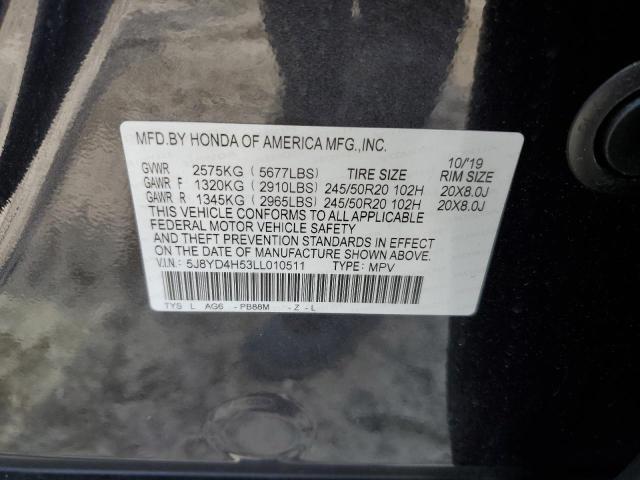 MFD.BY HONDA OF AMERICA MFG.,INC.
10/'19
GVWR 2575KG (5677LBS) TIRE SIZE RIM SIZE
GAWR F 1320KG (2910LBS) 245/50R20 102H 20X8.0J
GAWR R 1345KG (2965LBS) 245/50R20 102H 20X8.0J
THIS VEHICLE CONFORMS TO ALL APPLICABLE
FEDERAL MOTOR VEHICLE SAFETY
AND THEFT PREVENTION STANDARDS IN EFFECT
ON THE DATE OF MANUFACTURE SHOWN ABOVE.
V.I.N.: 5J8YD4H53LL010511 TYPE: MPV
TYS L AG6 -PB88M -Z -L